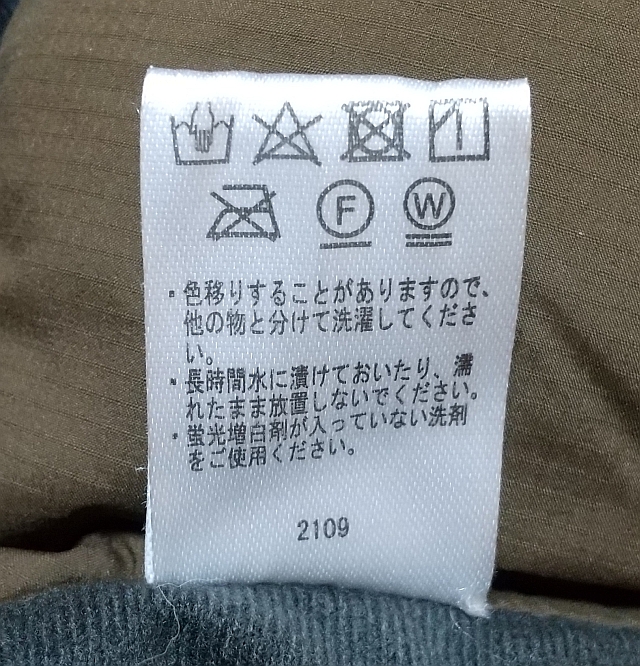 F W
・色移りすることがありますので、
他の物と分けて洗濯してくださ
い。
・長時間水に漬けておいたり、濡
れたまま放置しないでください。
・蛍光増白剤が入っていない洗剤
をご使用ください。
2109